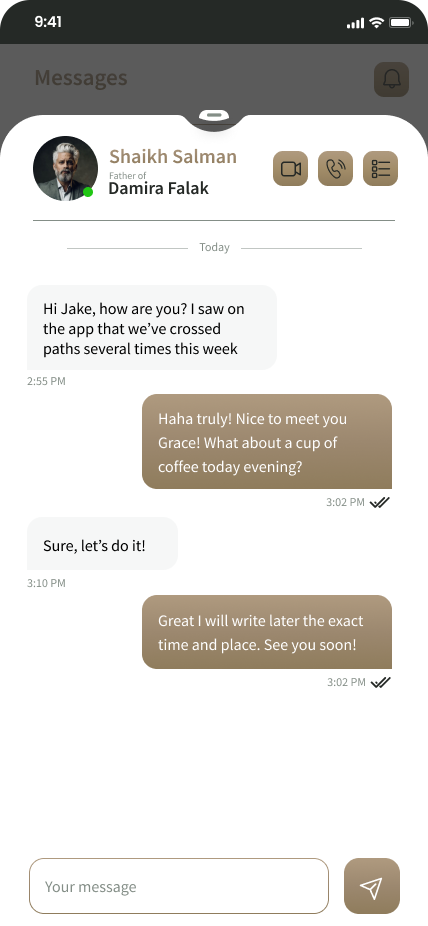 9:41
Messages
Shaikh Salman
Father of
Damira Falak
Today
Hi Jake, how are you? I saw on
the app that we’ve crossed
paths several times this week
2:55 PM
Haha truly! Nice to meet you
Grace! What about a cup of
coffee today evening?
3:02 PM
Sure, let’s do it!
3:10 PM
Great I will write later the exact
time and place. See you soon!
3:02 PM
Your message